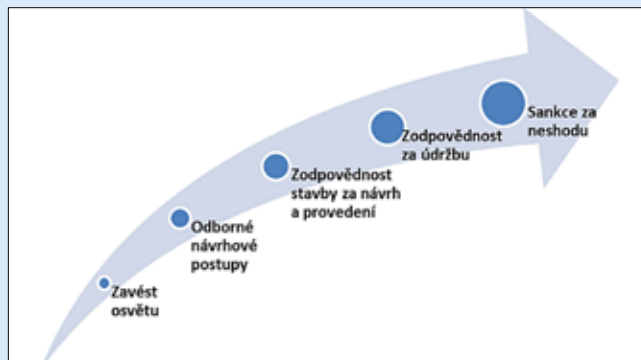 Zavést
osvětu
Odborné
návrhové
postupy
Zodpovědnost
stavby za návrh
a provedení
Zodpovědnost
za údržbu
Sankce za
neshodu